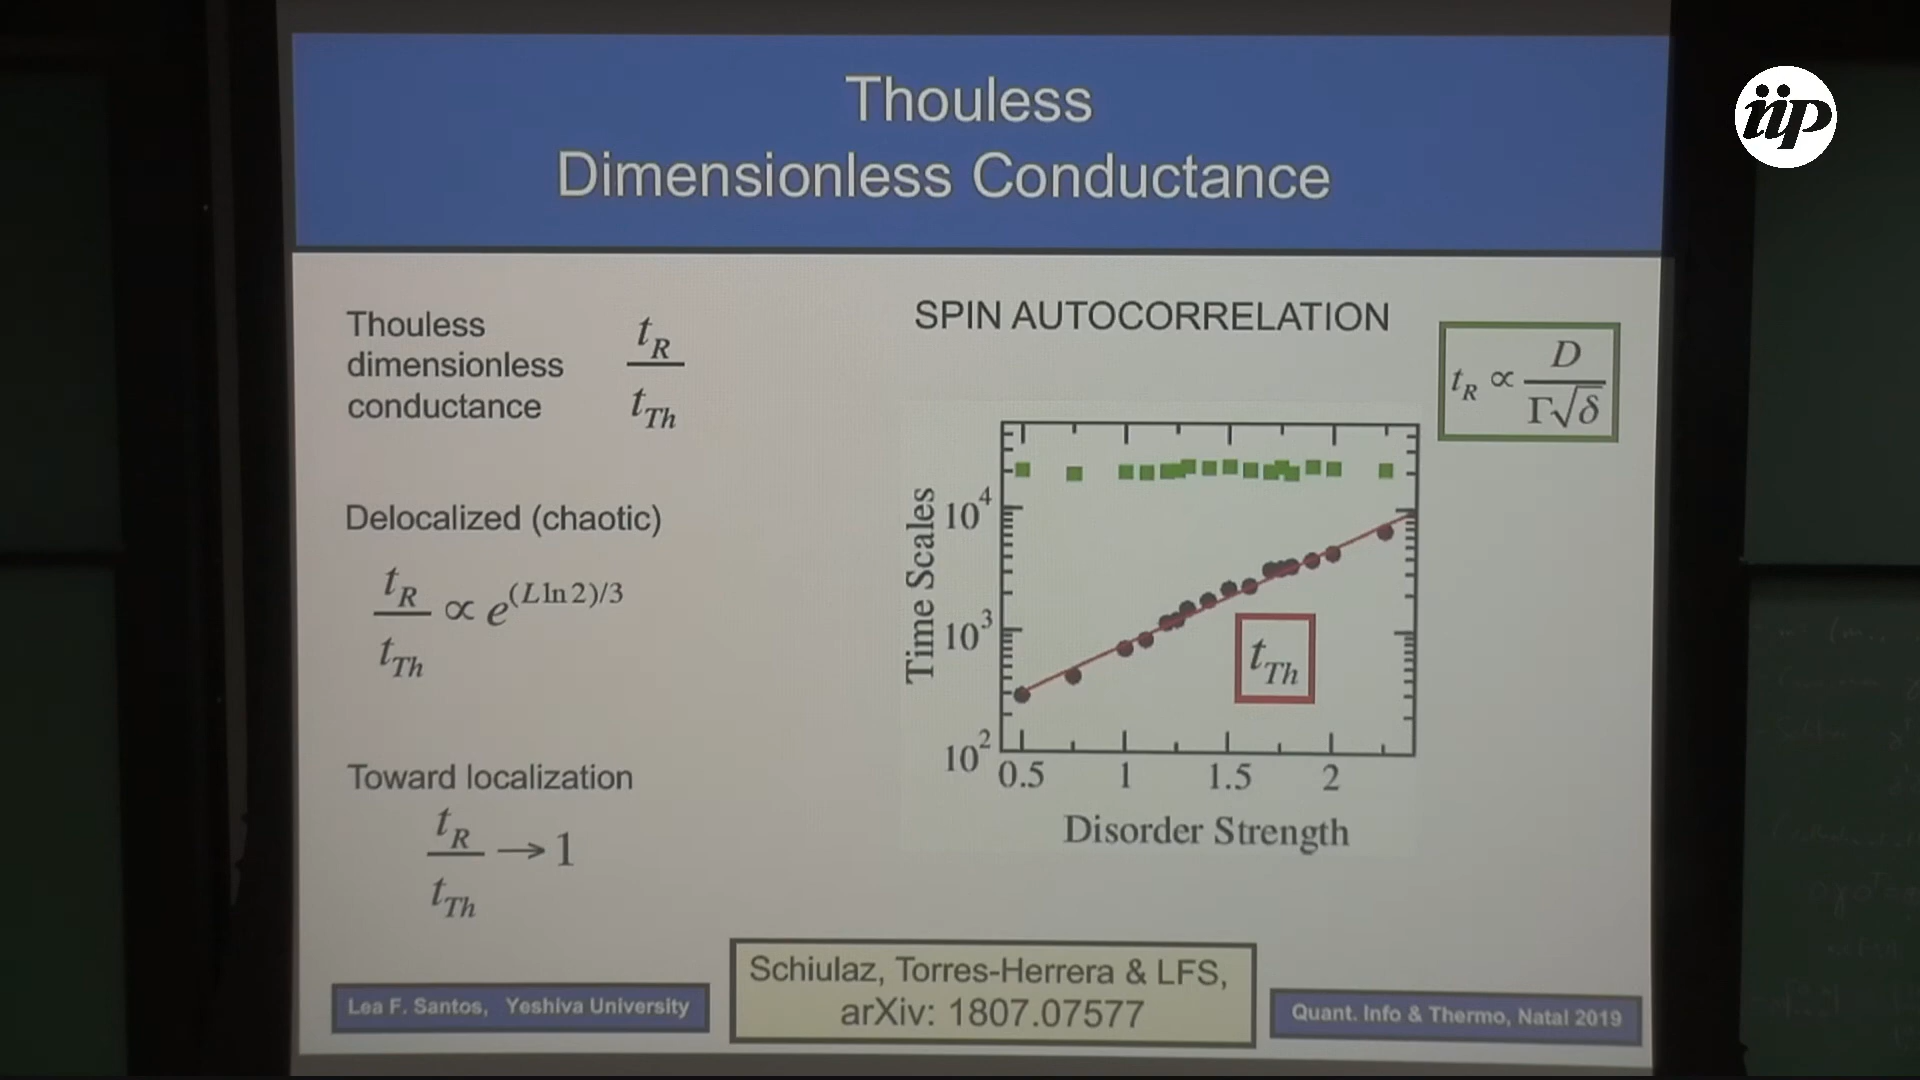 iip
Thouless
Dimensionless Conductance
Thouless
dimensionless
conductance
t_R
t_Th
Delocalized (chaotic)
t_R
t_Th
∝ e^{(L ln 2)/3}
Toward localization
t_R
t_Th
→ 1
SPIN AUTOCORRELATION
t_R ∝ D
Γ√δ
Time Scales
10^4
10^3
10^2
t_Th
0.5 1 1.5 2
Disorder Strength
Schiulaz, Torres-Herrera & LFS,
arXiv: 1807.07577
Lea F. Santos, Yeshiva University
Quant. Info & Thermo, Natal 2019